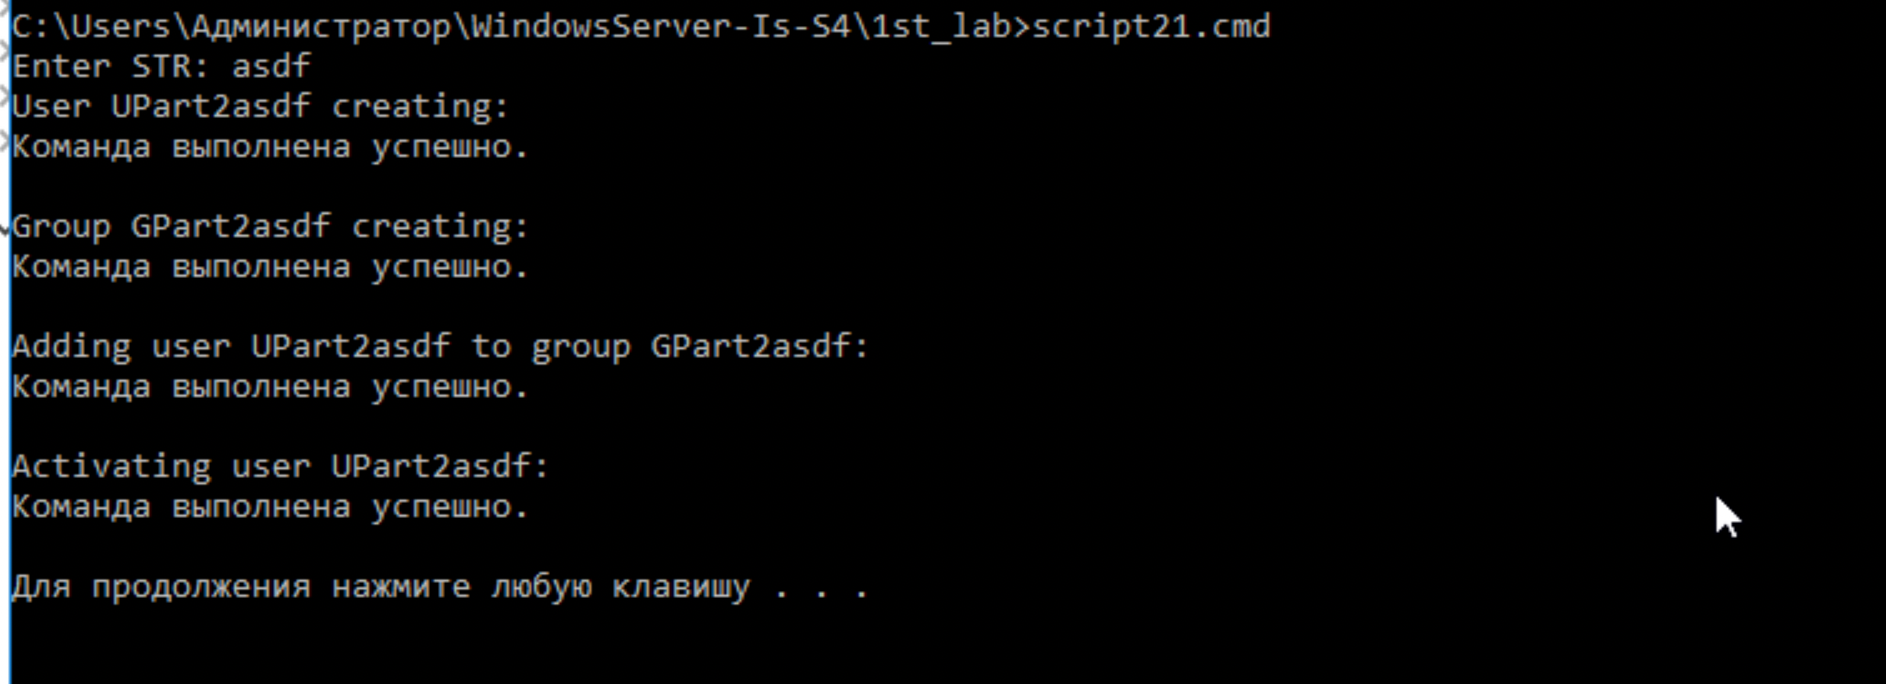 C:\Users\Администратор\WindowsServer-Is-S4\1st_lab>script21.cmd
Enter STR: asdf
User UPart2asdf creating:
Команда выполнена успешно.
Group GPart2asdf creating:
Команда выполнена успешно.
Adding user UPart2asdf to group GPart2asdf:
Команда выполнена успешно.
Activating user UPart2asdf:
Команда выполнена успешно.
Для продолжения нажмите любую клавишу . . .